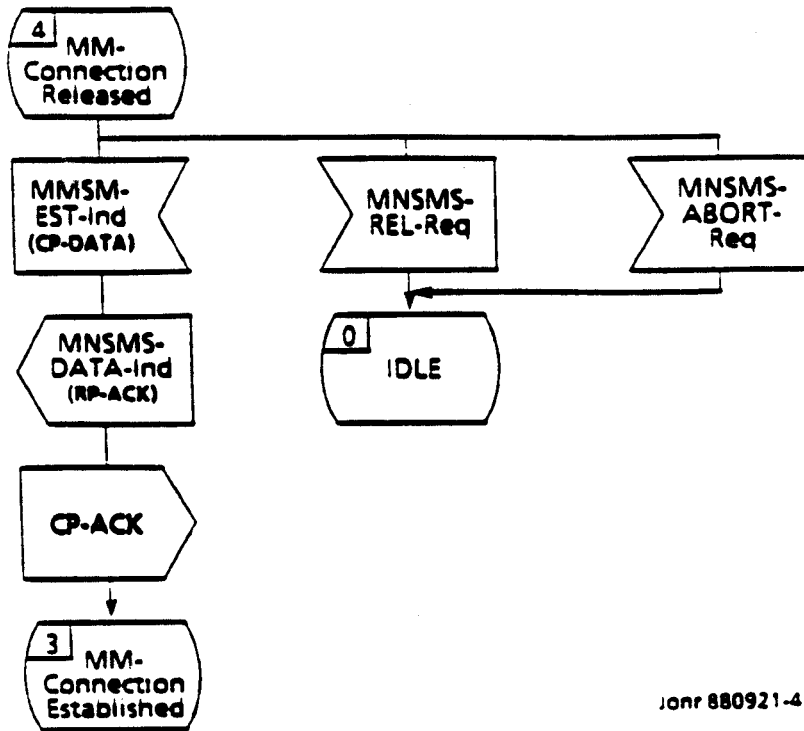 4
MM-
Connection
Released
MMSM-
EST-Ind
(CP-DATA)
MNSMS-
REL-Req
MNSMS-
ABORT-
Req
MNSMS-
DATA-Ind
(RP-ACK)
0
IDLE
CP-ACK
3
MM-
Connection
Established
Jonr 880921-4